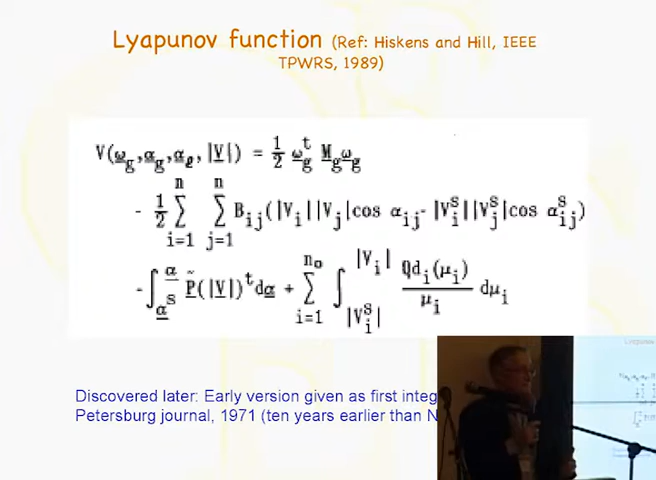 Lyapunov function (Ref: Hiskens and Hill, IEEE
TPWRS, 1989)
V(ω_g,α_g,α_ℓ,|V|) = 1/2 ω_g^t M_g ω_g
- 1/2 Σ_{i=1}^{n} Σ_{j=1}^{n} B_ij(|V_i||V_j|cos α_ij - |V_i^s||V_j^s|cos α_ij^s)
- ∫_{α^s}^{α} P̃(|V|)^t dα + Σ_{i=1}^{n_o} ∫_{|V_i^s|}^{|V_i|} Qd_i(μ_i)/μ_i dμ_i
Discovered later: Early version given as first
Petersburg journal, 1971 (ten years earlier than